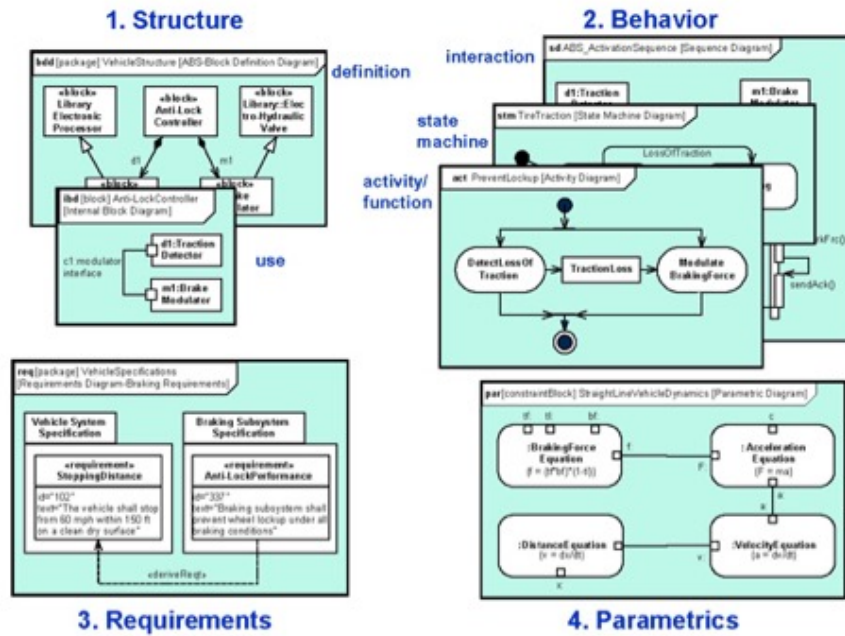 1. Structure
bdd [package] VehicleStructure [ABS-Block Definition Diagram]
definition
«block»
Library
Electronic
Processor
«block»
Anti-Lock
Controller
«block»
Library::Elec
tro-Hydraulic
Valve
d1
m1
«block»
ibd [block] Anti-LockController
[Internal Block Diagram]
use
c1 modulator
interface
d1:Traction
Detector
m1:Brake
Modulator
2. Behavior
interaction
sd ABS_ActivationSequence [Sequence Diagram]
d1:Traction
Detector
m1:Brake
Modulator
state
machine
stm TireTraction [State Machine Diagram]
LossOfTraction
activity/
function
act PreventLockup [Activity Diagram]
DetectLossOf
Traction
TractionLoss
Modulate
BrakingForce
sendAck()
req [package] VehicleSpecifications
[Requirements Diagram-Braking Requirements]
Vehicle System
Specification
Braking Subsystem
Specification
«requirement»
StoppingDistance
id="102"
text="The vehicle shall stop
from 60 mph within 150 ft
on a clean dry surface"
«requirement»
Anti-LockPerformance
id="337"
text="Braking subsystem shall
prevent wheel lockup under all
braking conditions"
«deriveReqt»
3. Requirements
par [constraintBlock] StraightLineVehicleDynamics [Parametric Diagram]
tf:
tl:
bf:
c
:BrakingForce
Equation
{f = (tf*bf)*(1-tl)}
f:
F:
:Acceleration
Equation
{F = ma}
a:
a:
:DistanceEquation
{v = dx/dt}
v:
:VelocityEquation
{a = dv/dt}
x:
4. Parametrics